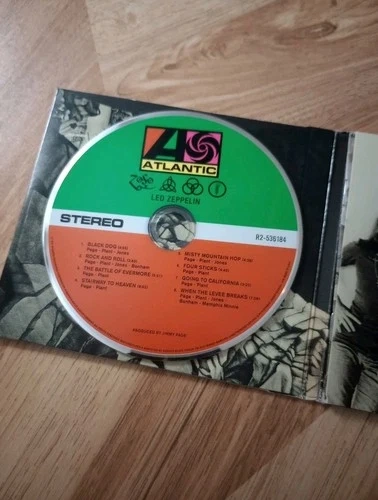 ATLANTIC
LED ZEPPELIN
STEREO
R2-536184
1. BLACK DOG
Page - Plant - Jones
2. ROCK AND ROLL
Page - Plant - Jones - Bonham
3. THE BATTLE OF EVERMORE
Page - Plant
4. STAIRWAY TO HEAVEN
Page - Plant
5. MISTY MOUNTAIN HOP
Page - Plant - Jones
6. FOUR STICKS
Page - Plant
7. GOING TO CALIFORNIA
Page - Plant
8. WHEN THE LEVEE BREAKS
Page - Plant - Jones
Bonham - Memphis Minnie
PRODUCED BY JIMMY PAGE